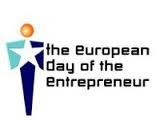 the European
Day of the
Entrepreneur